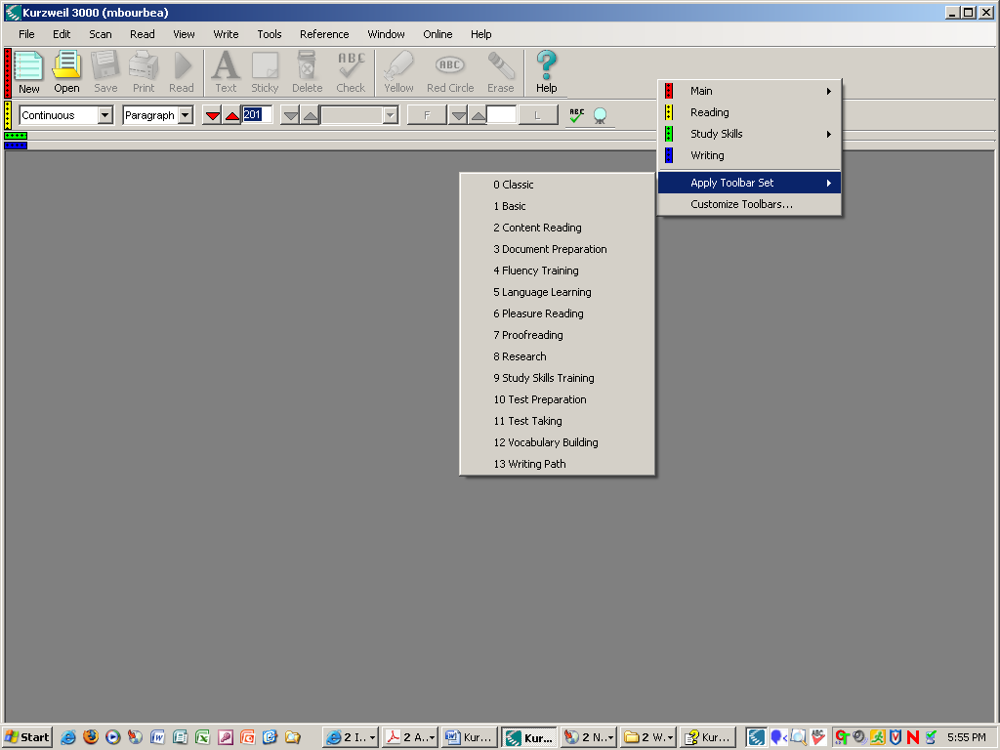 Kurzweil 3000 (mbourbea)
File Edit Scan Read View Write Tools Reference Window Online Help
New Open Save Print Read Text Sticky Delete Check Yellow Red Circle Erase Help
ABC ABC
Continuous Paragraph 201 F L ABC
Main
Reading
Study Skills
Writing
Apply Toolbar Set
Customize Toolbars...
0 Classic
1 Basic
2 Content Reading
3 Document Preparation
4 Fluency Training
5 Language Learning
6 Pleasure Reading
7 Proofreading
8 Research
9 Study Skills Training
10 Test Preparation
11 Test Taking
12 Vocabulary Building
13 Writing Path
Start 2 I... 2 A... Kur... Kur... 2 N... 2 W... Kur... 5:55 PM